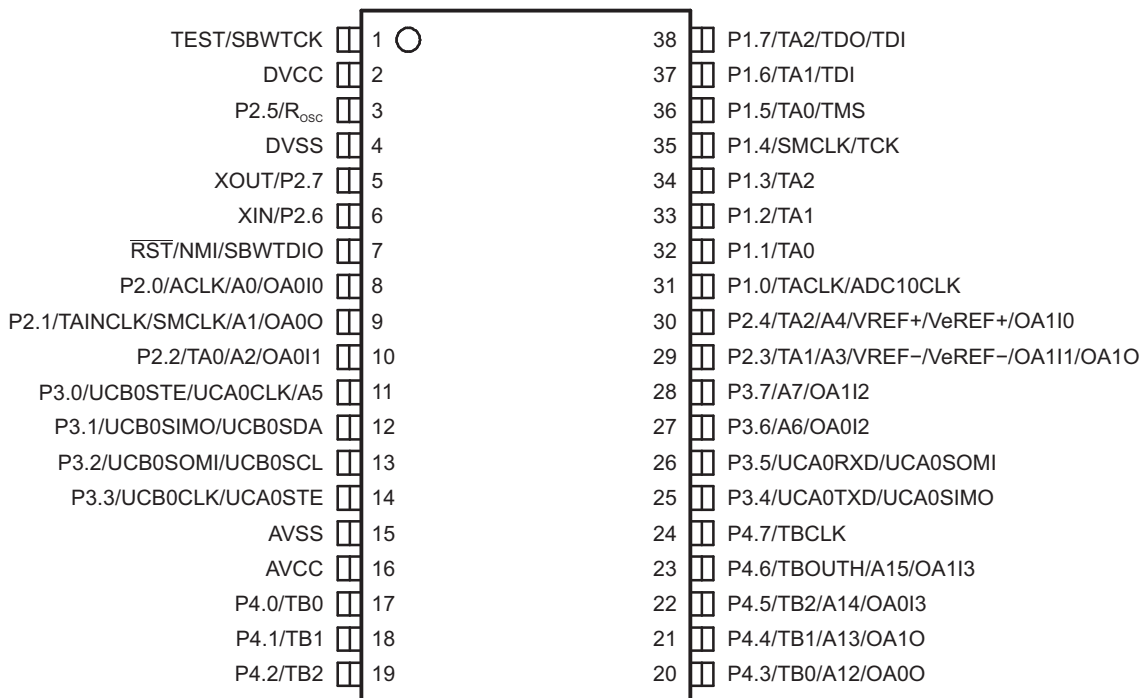 TEST/SBWTCK 1 38 P1.7/TA2/TDO/TDI
DVCC 2 37 P1.6/TA1/TDI
P2.5/ROSC 3 36 P1.5/TA0/TMS
DVSS 4 35 P1.4/SMCLK/TCK
XOUT/P2.7 5 34 P1.3/TA2
XIN/P2.6 6 33 P1.2/TA1
RST/NMI/SBWTDIO 7 32 P1.1/TA0
P2.0/ACLK/A0/OA0I0 8 31 P1.0/TACLK/ADC10CLK
P2.1/TAINCLK/SMCLK/A1/OA0O 9 30 P2.4/TA2/A4/VREF+/VeREF+/OA1I0
P2.2/TA0/A2/OA0I1 10 29 P2.3/TA1/A3/VREF−/VeREF−/OA1I1/OA1O
P3.0/UCB0STE/UCA0CLK/A5 11 28 P3.7/A7/OA1I2
P3.1/UCB0SIMO/UCB0SDA 12 27 P3.6/A6/OA0I2
P3.2/UCB0SOMI/UCB0SCL 13 26 P3.5/UCA0RXD/UCA0SOMI
P3.3/UCB0CLK/UCA0STE 14 25 P3.4/UCA0TXD/UCA0SIMO
AVSS 15 24 P4.7/TBCLK
AVCC 16 23 P4.6/TBOUTH/A15/OA1I3
P4.0/TB0 17 22 P4.5/TB2/A14/OA0I3
P4.1/TB1 18 21 P4.4/TB1/A13/OA1O
P4.2/TB2 19 20 P4.3/TB0/A12/OA0O